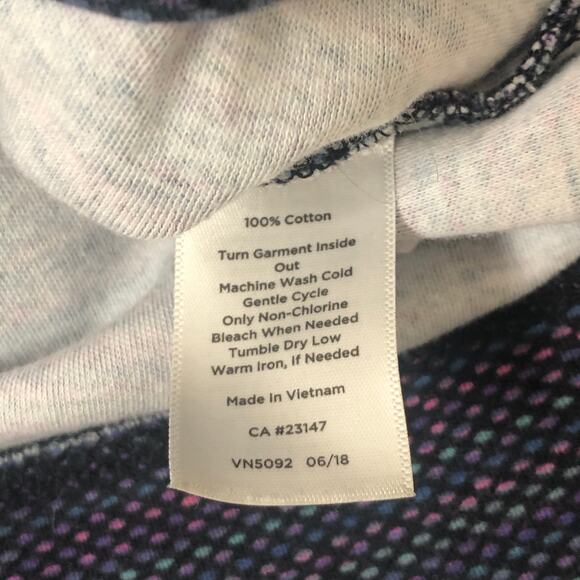 100% Cotton
Turn Garment Inside
Out
Machine Wash Cold
Gentle Cycle
Only Non-Chlorine
Bleach When Needed
Tumble Dry Low
Warm Iron, If Needed
Made In Vietnam
CA #23147
VN5092 06/18